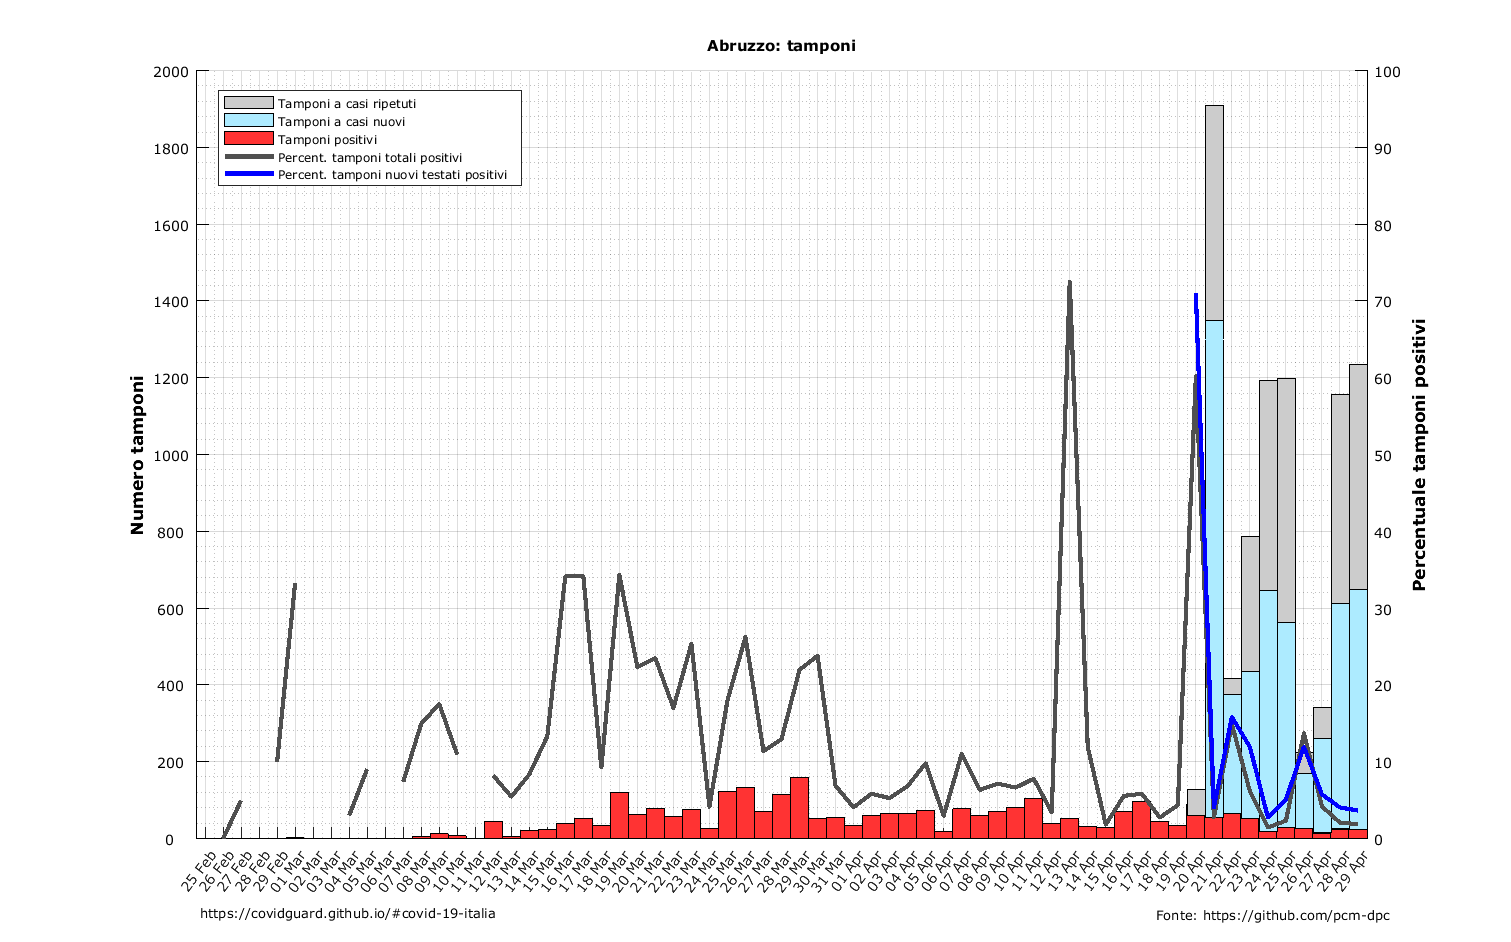 Abruzzo: tamponi
2000
1800
1600
1400
1200
1000
800
600
400
200
0
Numero tamponi
Tamponi a casi ripetuti
Tamponi a casi nuovi
Tamponi positivi
Percent. tamponi totali positivi
Percent. tamponi nuovi testati positivi
100
90
80
70
60
50
40
30
20
10
0
Percentuale tamponi positivi
25 Feb
26 Feb
27 Feb
28 Feb
29 Feb
01 Mar
02 Mar
03 Mar
04 Mar
05 Mar
06 Mar
07 Mar
08 Mar
09 Mar
10 Mar
11 Mar
12 Mar
13 Mar
14 Mar
15 Mar
16 Mar
17 Mar
18 Mar
19 Mar
20 Mar
21 Mar
22 Mar
23 Mar
24 Mar
25 Mar
26 Mar
27 Mar
28 Mar
29 Mar
30 Mar
31 Mar
01 Apr
02 Apr
03 Apr
04 Apr
05 Apr
06 Apr
07 Apr
08 Apr
09 Apr
10 Apr
11 Apr
12 Apr
13 Apr
14 Apr
15 Apr
16 Apr
17 Apr
18 Apr
19 Apr
20 Apr
21 Apr
22 Apr
23 Apr
24 Apr
25 Apr
26 Apr
27 Apr
28 Apr
29 Apr
https://covidguard.github.io/#covid-19-italia
Fonte: https://github.com/pcm-dpc